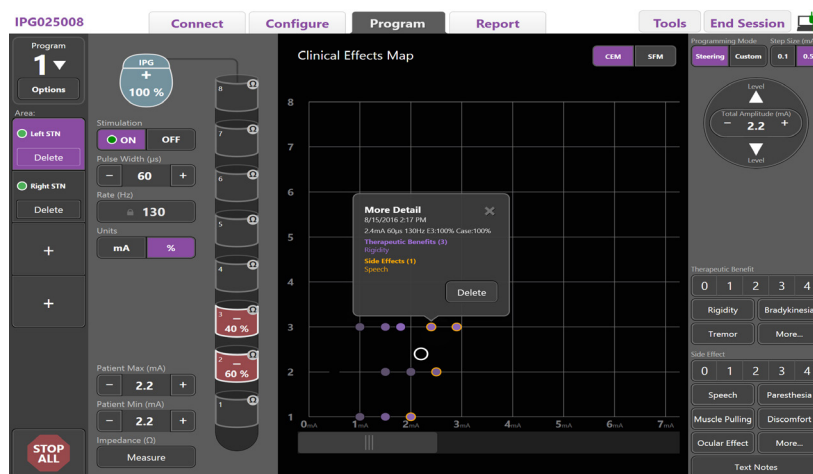 IPG025008
Connect
Configure
Program
Report
Tools
End Session
Program
1
Options
Area:
Left STN
Delete
Right STN
Delete
+
+
STOP
ALL
IPG
+
100 %
Stimulation
ON OFF
Pulse Width (µs)
− 60 +
Rate (Hz)
130
Units
mA %
Patient Max (mA)
− 2.2 +
Patient Min (mA)
− 2.2 +
Impedance (Ω)
Measure
8 Ω
7 Ω
6 Ω
5 Ω
4 Ω
3 Ω
−
40 %
2 Ω
−
60 %
1 Ω
Clinical Effects Map
CEM SFM
8
7
6
5
4
3
2
1
0mA 1mA 2mA 3mA 4mA 5mA 6mA 7mA
More Detail
8/15/2016 2:17 PM
2.4mA 60µs 130Hz E3:100% Case:100%
Therapeutic Benefits (3)
Rigidity
Side Effects (1)
Speech
Delete
Programming Mode Step Size (mA
Steering Custom 0.1 0.5
Level
Total Amplitude (mA)
− 2.2 +
Level
Therapeutic Benefit
0 1 2 3 4
Rigidity Bradykinesia
Tremor More...
Side Effect
0 1 2 3 4
Speech Paresthesia
Muscle Pulling Discomfort
Ocular Effect More...
Text Notes